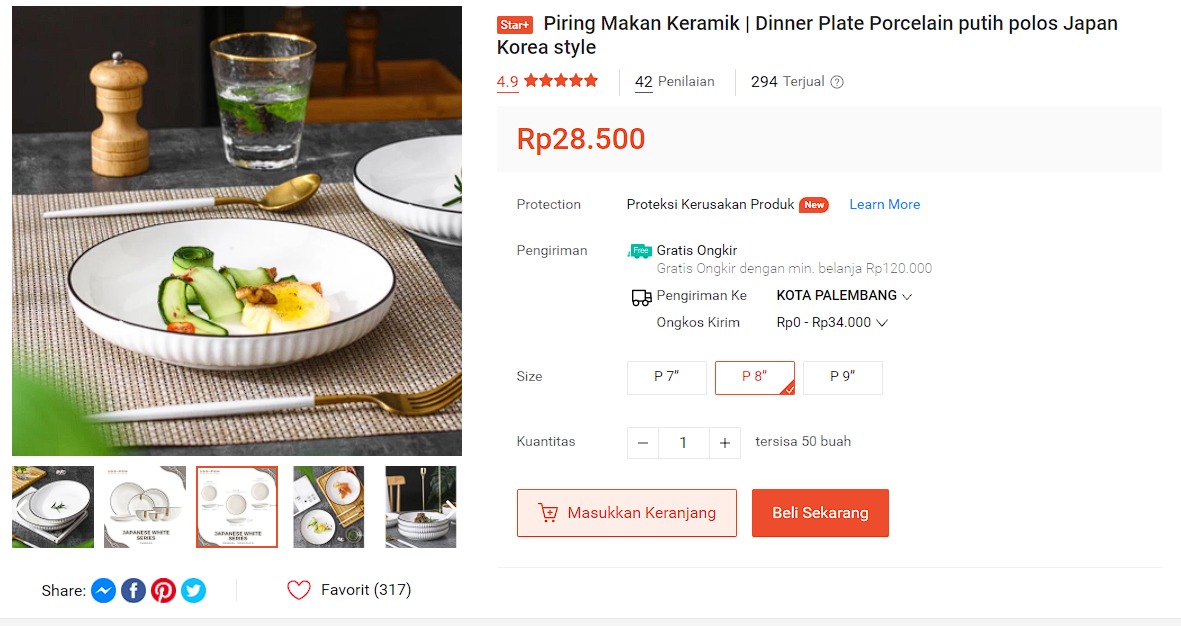 Star+ Piring Makan Keramik | Dinner Plate Porcelain putih polos Japan
Korea style
4.9
42 Penilaian
294 Terjual ?
Rp28.500
Protection
Proteksi Kerusakan Produk New Learn More
Pengiriman
Free Gratis Ongkir
Gratis Ongkir dengan min. belanja Rp120.000
Pengiriman Ke KOTA PALEMBANG
Ongkos Kirim Rp0 - Rp34.000
Size
P 7”
P 8”
P 9”
Kuantitas
− 1 +
tersisa 50 buah
Masukkan Keranjang
Beli Sekarang
JAPANESE WHITE
SERIES
JAPANESE WHITE
SERIES
Share:
Favorit (317)